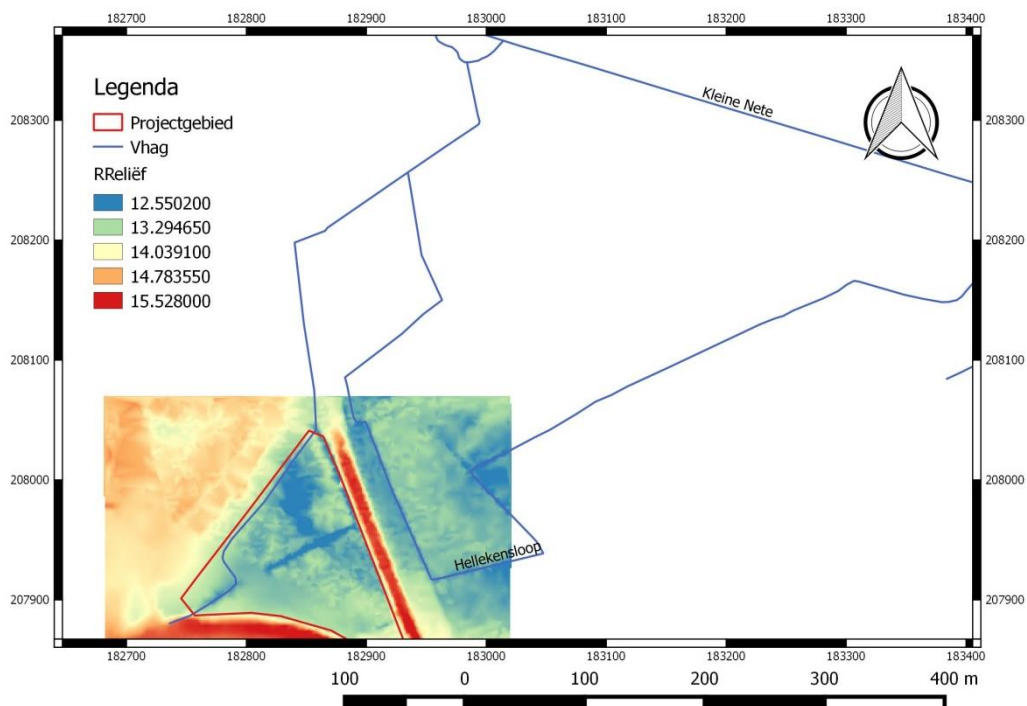 182700 182800 182900 183000 183100 183200 183300 183400
Legenda
Projectgebied
Vhag
RReliëf
12.550200
13.294650
14.039100
14.783550
15.528000
Kleine Nete
Hellekensloop
208300 208300
208200 208200
208100 208100
208000 208000
207900 207900
182700 182800 182900 183000 183100 183200 183300 183400
100 0 100 200 300 400 m